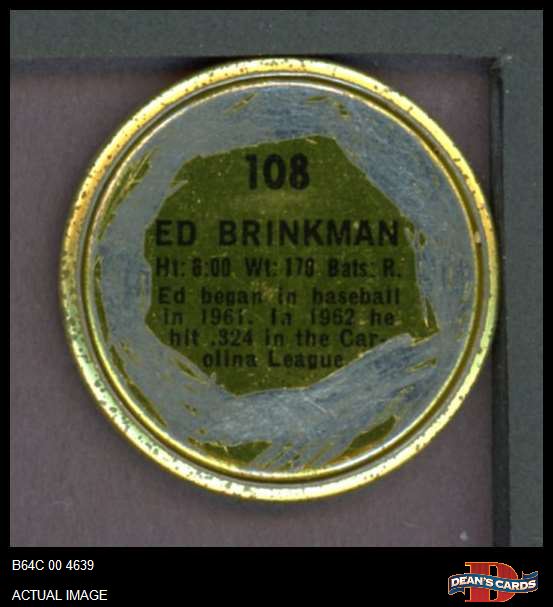 108
ED BRINKMAN
Ht: 6:00 Wt: 170 Bats: R.
Ed began in baseball
in 1961. In 1962 he
hit .324 in the Car-
olina League
B64C 00 4639
ACTUAL IMAGE
D
DEAN'S CARDS